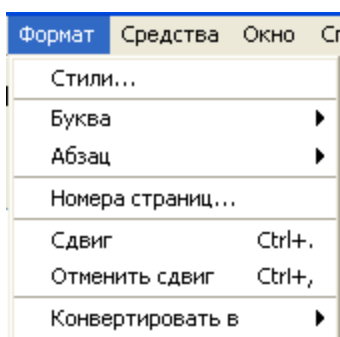 Формат Средства Окно
Стили...
Буква
Абзац
Номера страниц...
Сдвиг Ctrl+.
Отменить сдвиг Ctrl+,
Конвертировать в